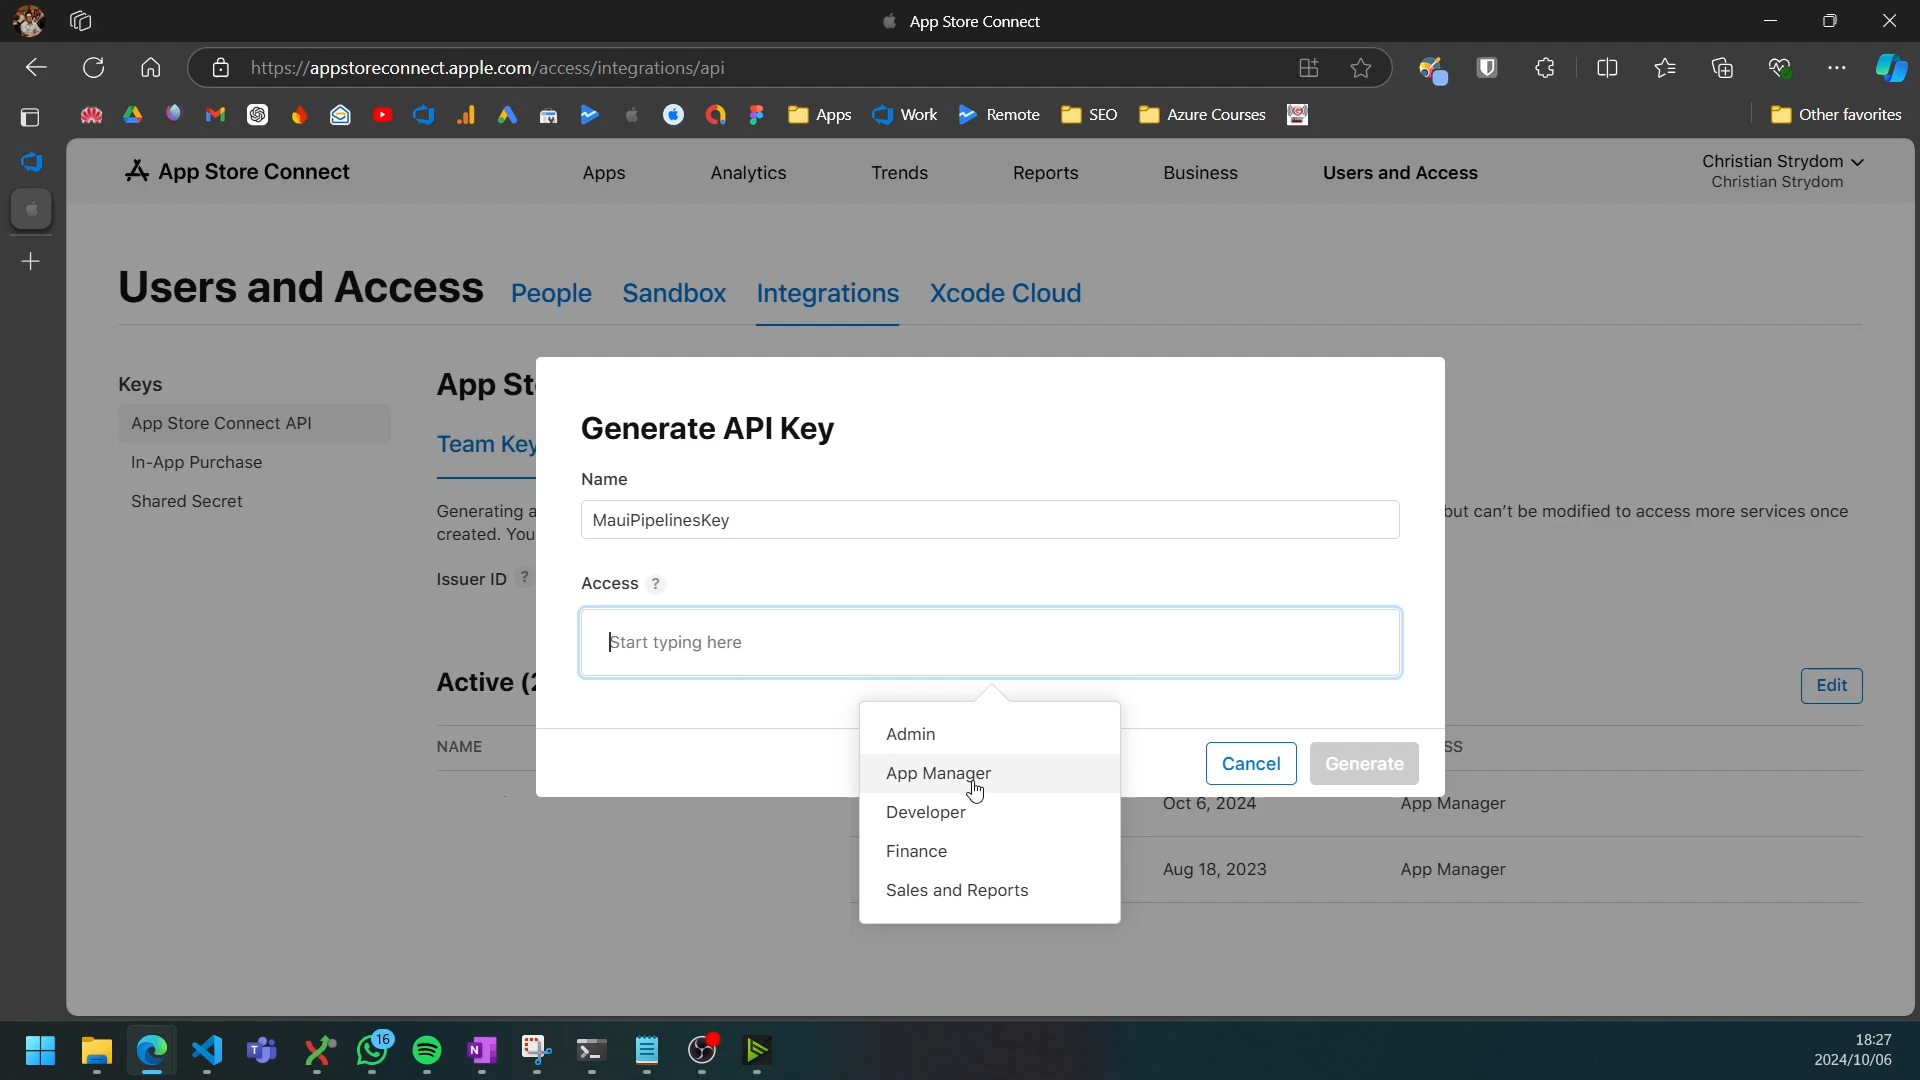 App Store Connect
https://appstoreconnect.apple.com/access/integrations/api
Apps
Work
Remote
SEO
Azure Courses
Other favorites
App Store Connect
Apps
Analytics
Trends
Reports
Business
Users and Access
Christian Strydom
Christian Strydom
Users and Access
People
Sandbox
Integrations
Xcode Cloud
Keys
App Store Connect API
In-App Purchase
Shared Secret
App St
Team Key
Generating a
but can't be modified to access more services once
created. You
Issuer ID ?
Active (2
Edit
NAME
SS
Oct 6, 2024
App Manager
Aug 18, 2023
App Manager
Generate API Key
Name
MauiPipelinesKey
Access ?
Start typing here
Admin
App Manager
Developer
Finance
Sales and Reports
Cancel
Generate
16
18:27
2024/10/06